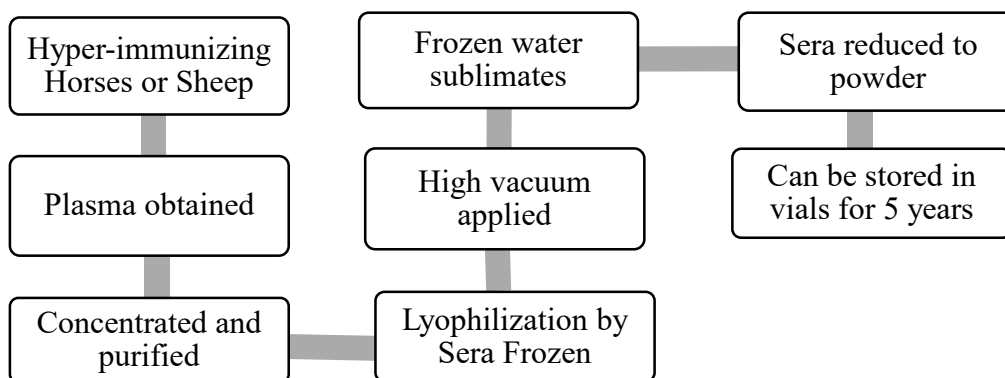 Hyper-immunizing
Horses or Sheep
Plasma obtained
Concentrated and
purified
Lyophilization by
Sera Frozen
High vacuum
applied
Frozen water
sublimates
Sera reduced to
powder
Can be stored in
vials for 5 years